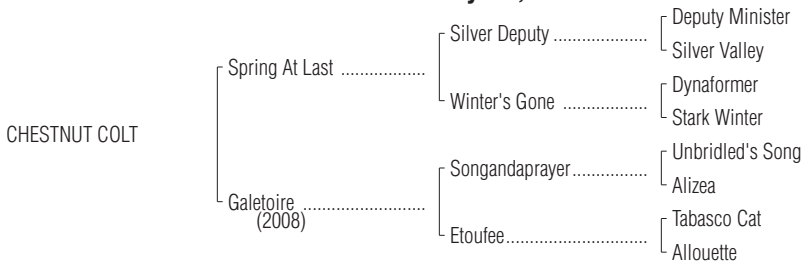 Deputy Minister
Silver Deputy ...................
Silver Valley
Spring At Last ..................
Dynaformer
Winter's Gone .................
Stark Winter
CHESTNUT COLT
Unbridled's Song
Songandaprayer...............
Alizea
Galetoire ..........................
(2008)
Tabasco Cat
Etoufee............................
Allouette